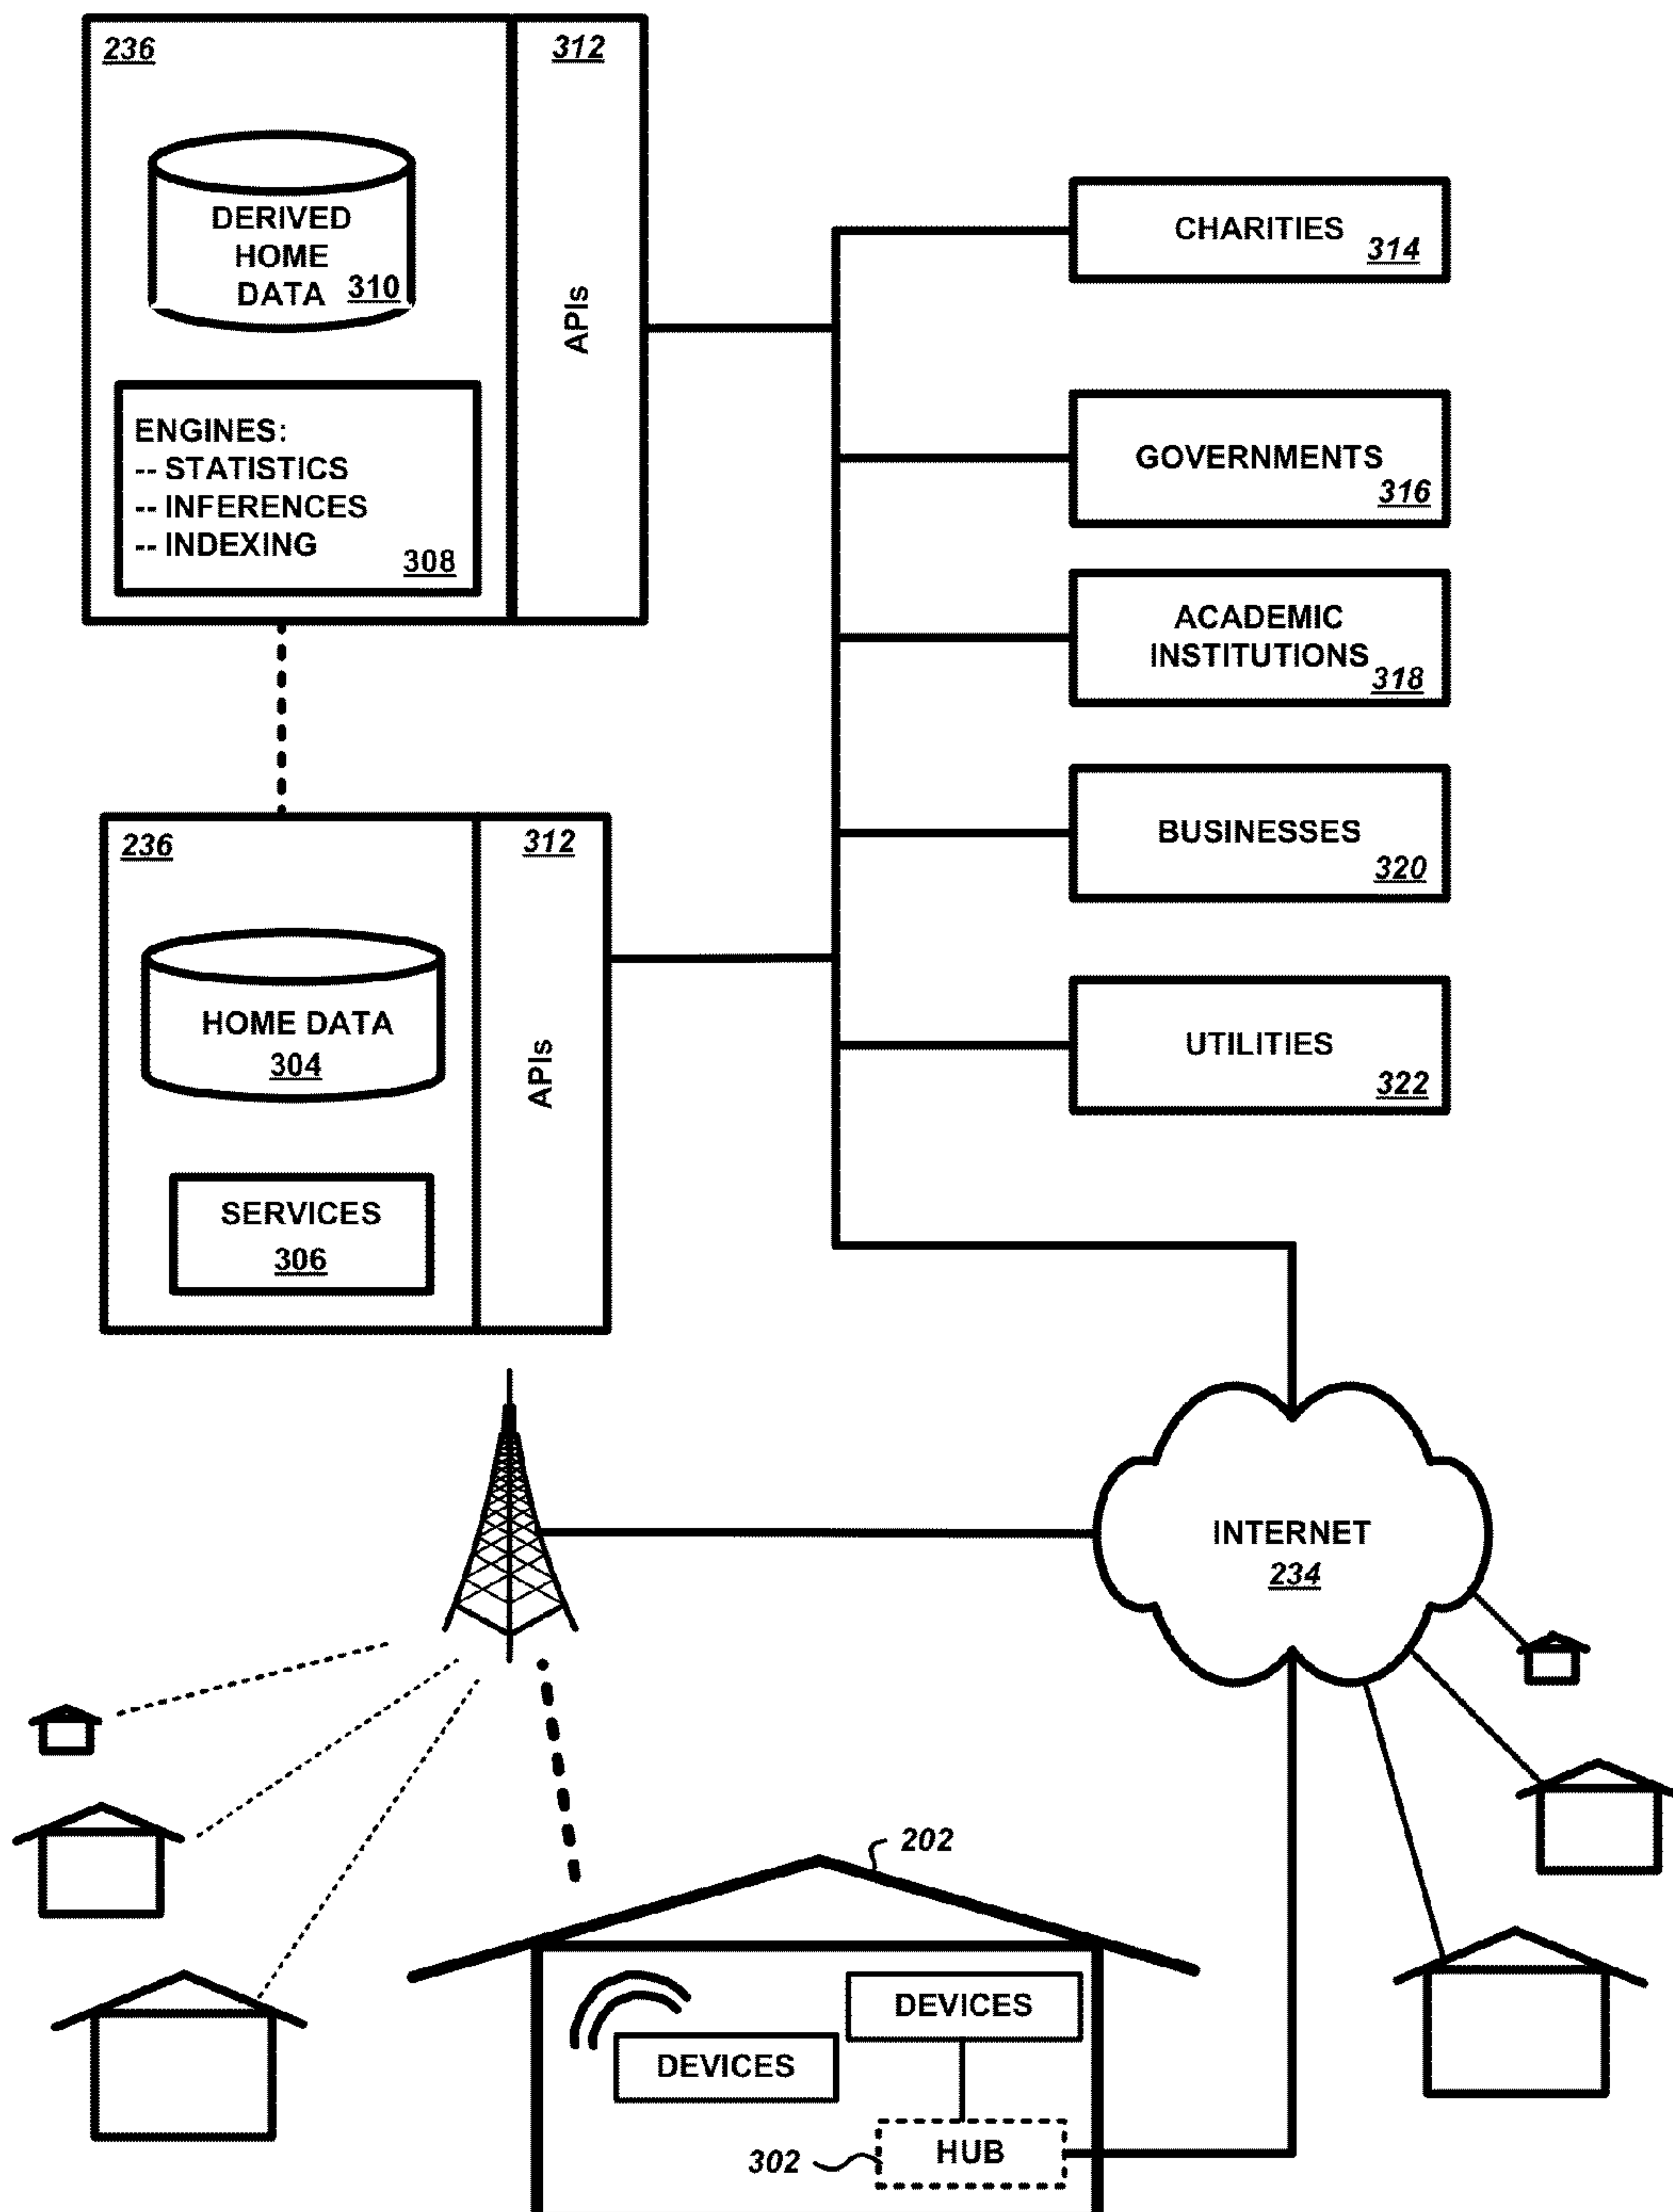 236
312
DERIVED
HOME
DATA 310
APIs
ENGINES:
-- STATISTICS
-- INFERENCES
-- INDEXING
308
CHARITIES
314
GOVERNMENTS
316
ACADEMIC
INSTITUTIONS
318
BUSINESSES
320
UTILITIES
322
236
312
HOME DATA
304
APIs
SERVICES
306
INTERNET
234
202
DEVICES
DEVICES
302
HUB